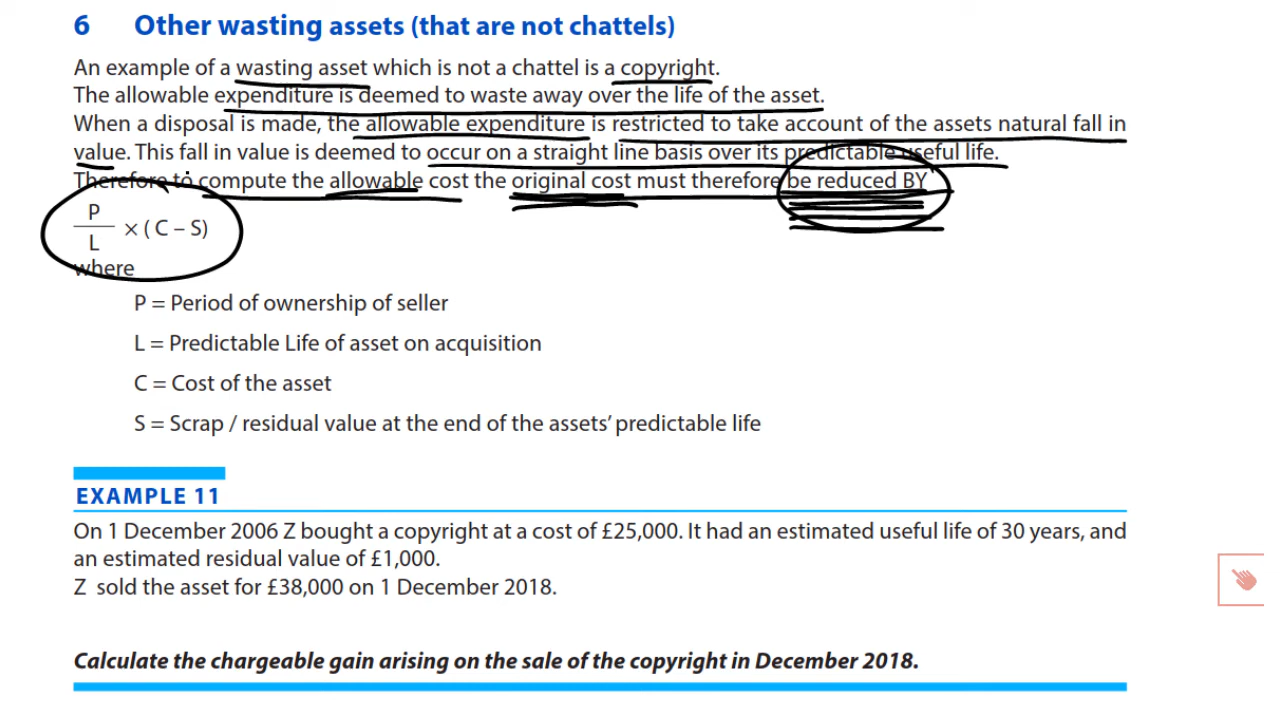 6 Other wasting assets (that are not chattels)
An example of a wasting asset which is not a chattel is a copyright.
The allowable expenditure is deemed to waste away over the life of the asset.
When a disposal is made, the allowable expenditure is restricted to take account of the assets natural fall in
value. This fall in value is deemed to occur on a straight line basis over its predictable useful life.
Therefore to compute the allowable cost the original cost must therefore be reduced BY
P
× ( C – S)
L
where
P = Period of ownership of seller
L = Predictable Life of asset on acquisition
C = Cost of the asset
S = Scrap / residual value at the end of the assets’ predictable life
EXAMPLE 11
On 1 December 2006 Z bought a copyright at a cost of £25,000. It had an estimated useful life of 30 years, and
an estimated residual value of £1,000.
Z sold the asset for £38,000 on 1 December 2018.
Calculate the chargeable gain arising on the sale of the copyright in December 2018.